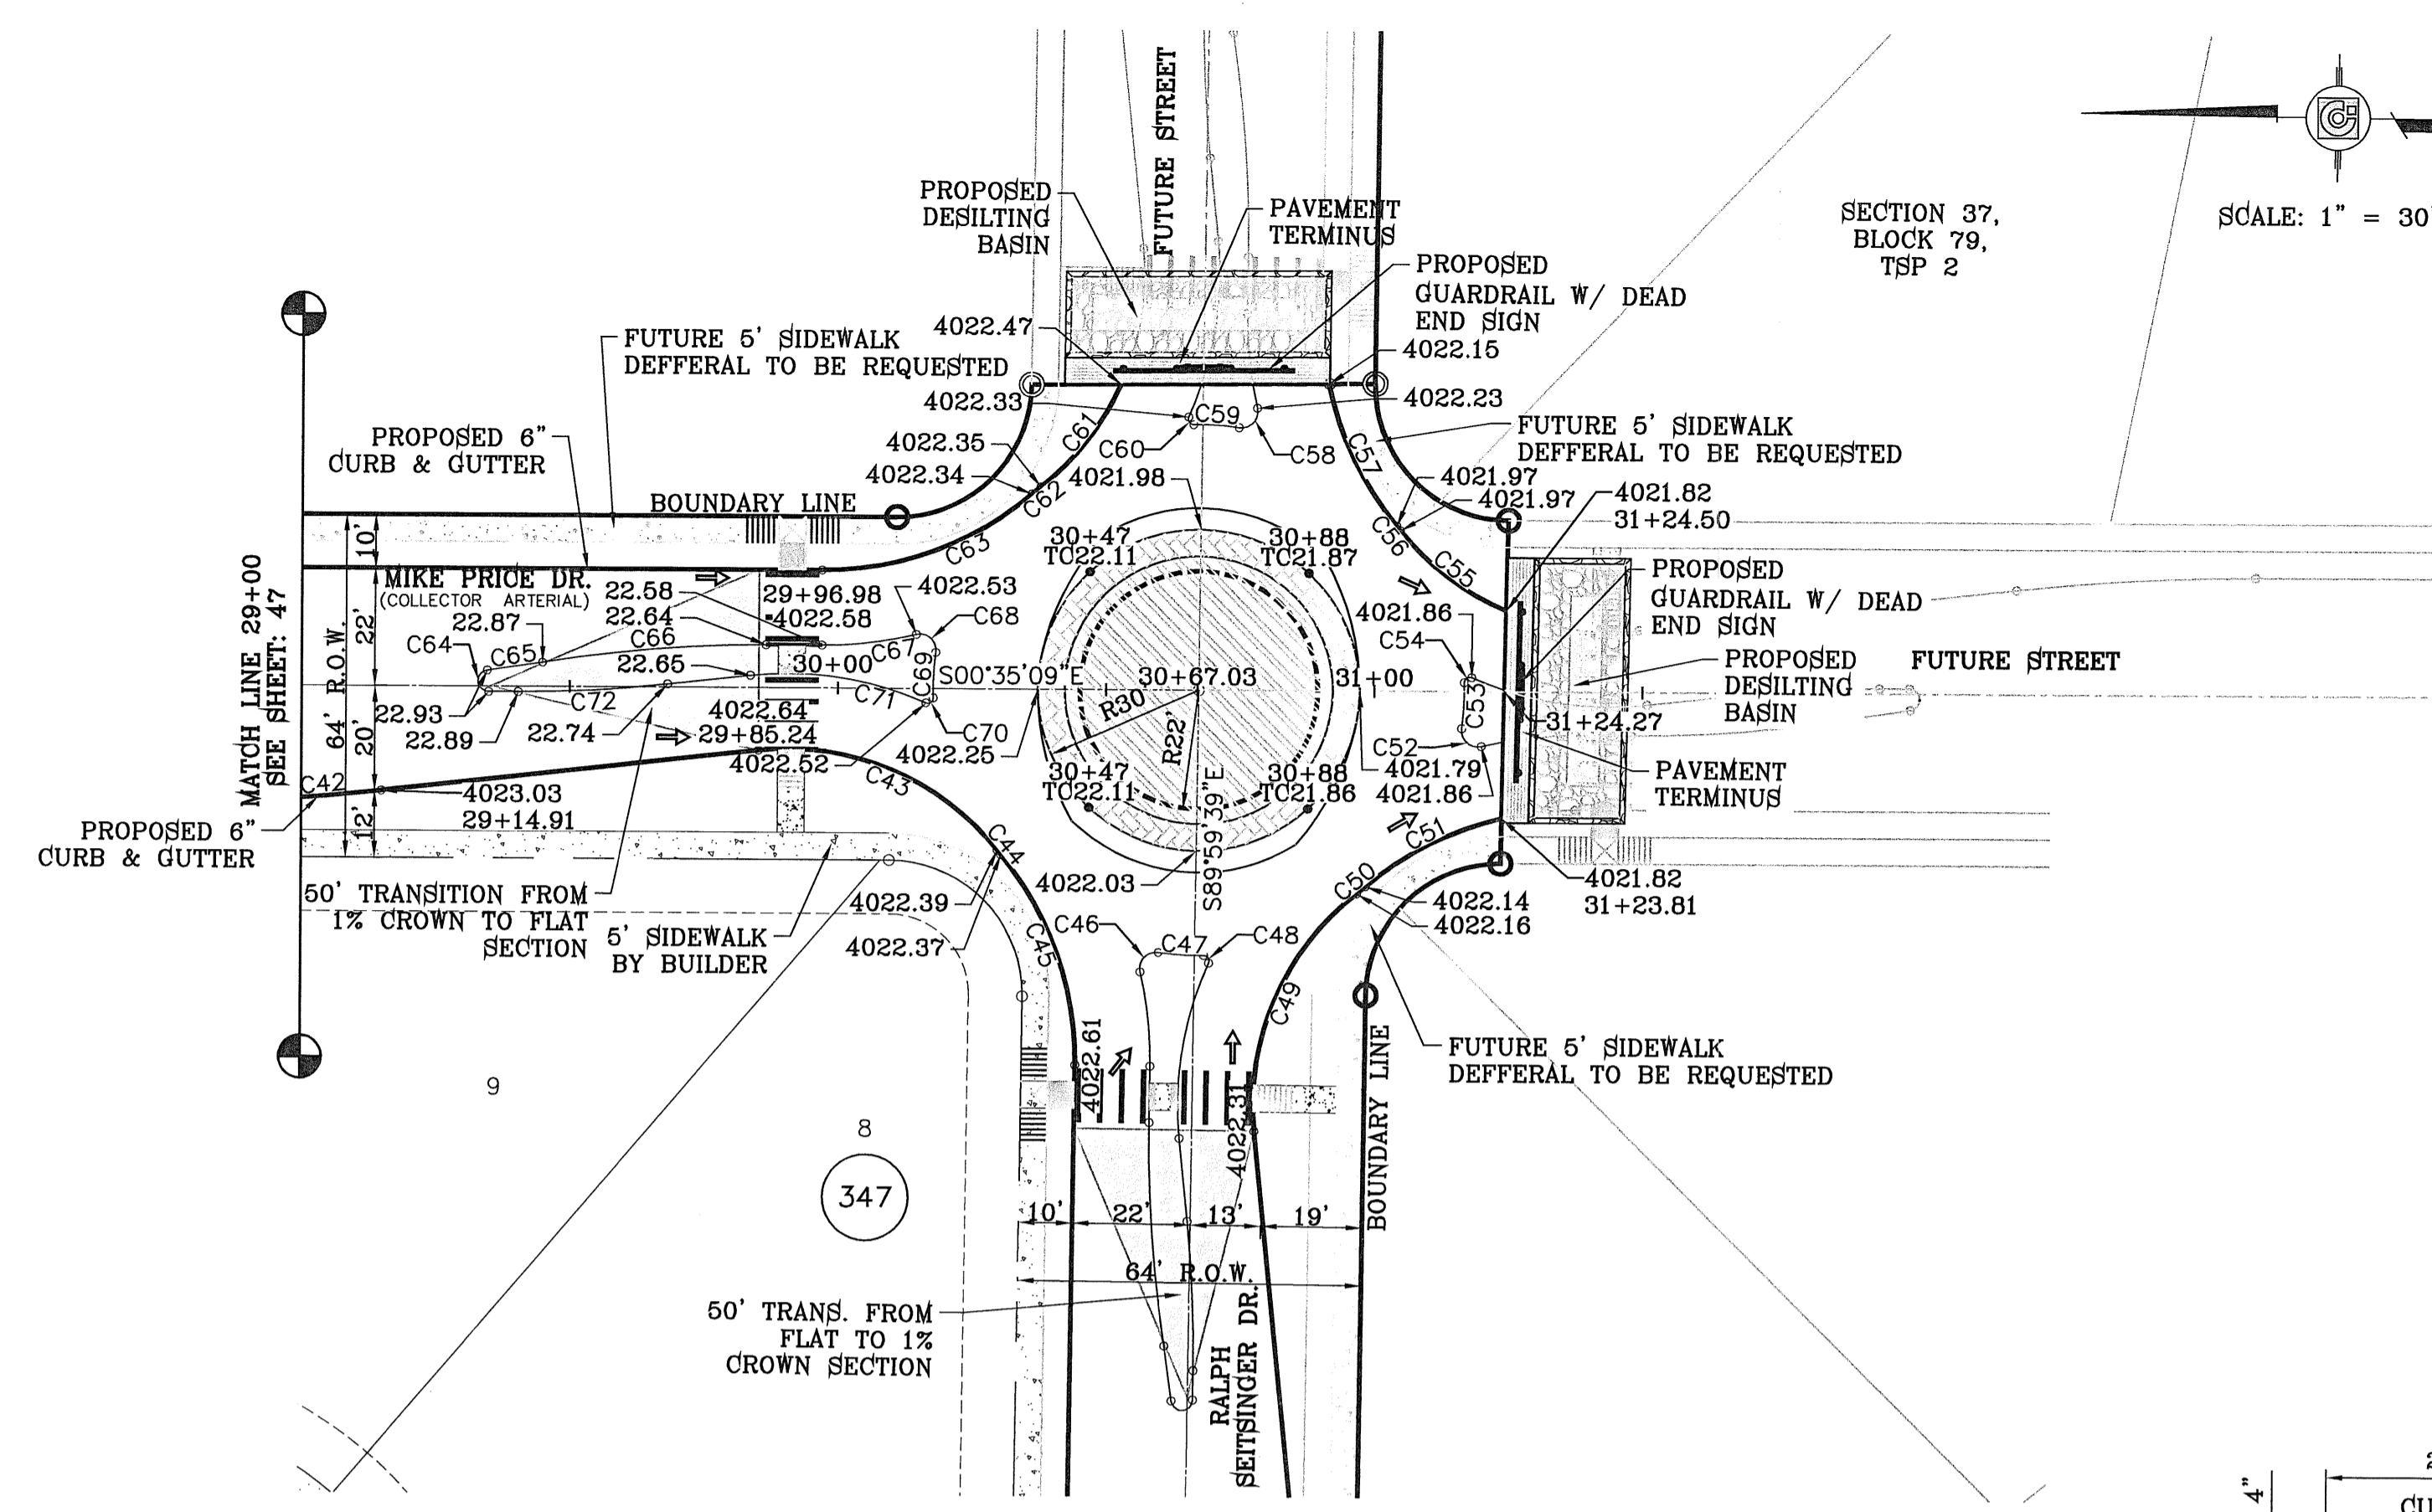 FUTURE STREET
PROPOSED
DESILTING
BASIN
PAVEMENT
TERMINUS
PROPOSED
GUARDRAIL W/ DEAD
END SIGN
SECTION 37,
BLOCK 79,
TSP 2
SCALE: 1" = 30'
4022.47
4022.15
FUTURE 5' SIDEWALK
DEFFERAL TO BE REQUESTED
4022.33
C59
4022.23
C60
C58
C61
C57
PROPOSED 6"
CURB & GUTTER
4022.35
4022.34
C62
4021.98
FUTURE 5' SIDEWALK
DEFFERAL TO BE REQUESTED
4021.97
4021.97
4021.82
31+24.50
BOUNDARY LINE
C63
C56
C55
30+47
TC22.11
30+88
TC21.87
10'
22'
64' R.O.W.
20'
12'
MATCH LINE 29+00
SEE SHEET: 47
MIKE PRICE DR.
(COLLECTOR ARTERIAL)
22.58
22.64
22.87
29+96.98
4022.58
4022.53
C68
C64
C65
C66
C67
C69
22.65
30+00
S00°35'09"E
30+67.03
31+00
R30'
R22'
4021.86
C54
C53
PROPOSED
GUARDRAIL W/ DEAD
END SIGN
PROPOSED
DESILTING
BASIN
FUTURE STREET
C72
C71
22.93
22.89
22.74
4022.64
29+85.24
4022.52
C70
4022.25
31+24.27
C52
4021.79
4021.86
PAVEMENT
TERMINUS
C42
4023.03
29+14.91
C43
30+47
TC22.11
30+88
TC21.86
S89°59'39"E
PROPOSED 6"
CURB & GUTTER
C44
C51
C50
4022.03
4021.82
31+23.81
50' TRANSITION FROM
1% CROWN TO FLAT
SECTION
5' SIDEWALK
BY BUILDER
4022.39
4022.37
C45
C46
C47
C48
4022.14
4022.16
C49
FUTURE 5' SIDEWALK
DEFFERAL TO BE REQUESTED
4022.61
4022.31
BOUNDARY LINE
9
8
347
10'
22'
13'
19'
64' R.O.W.
50' TRANS. FROM
FLAT TO 1%
CROWN SECTION
RALPH
SEITSINGER DR.
4"
CU